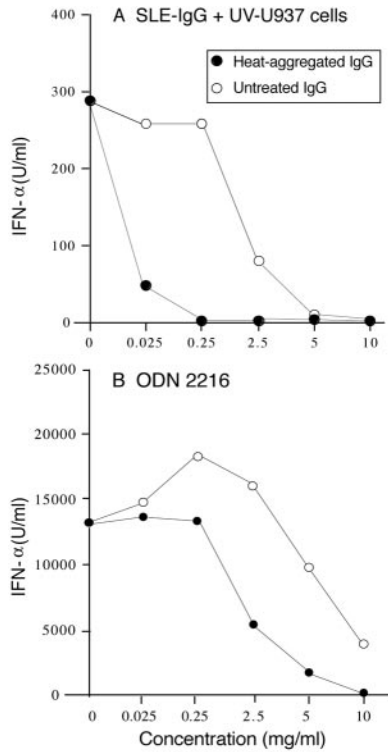 A SLE-IgG + UV-U937 cells
Heat-aggregated IgG
Untreated IgG
IFN- α (U/ml)
400
300
200
100
0
0 0.025 0.25 2.5 5 10
B ODN 2216
IFN- α (U/ml)
25000
20000
15000
10000
5000
0
0 0.025 0.25 2.5 5 10
Concentration (mg/ml)